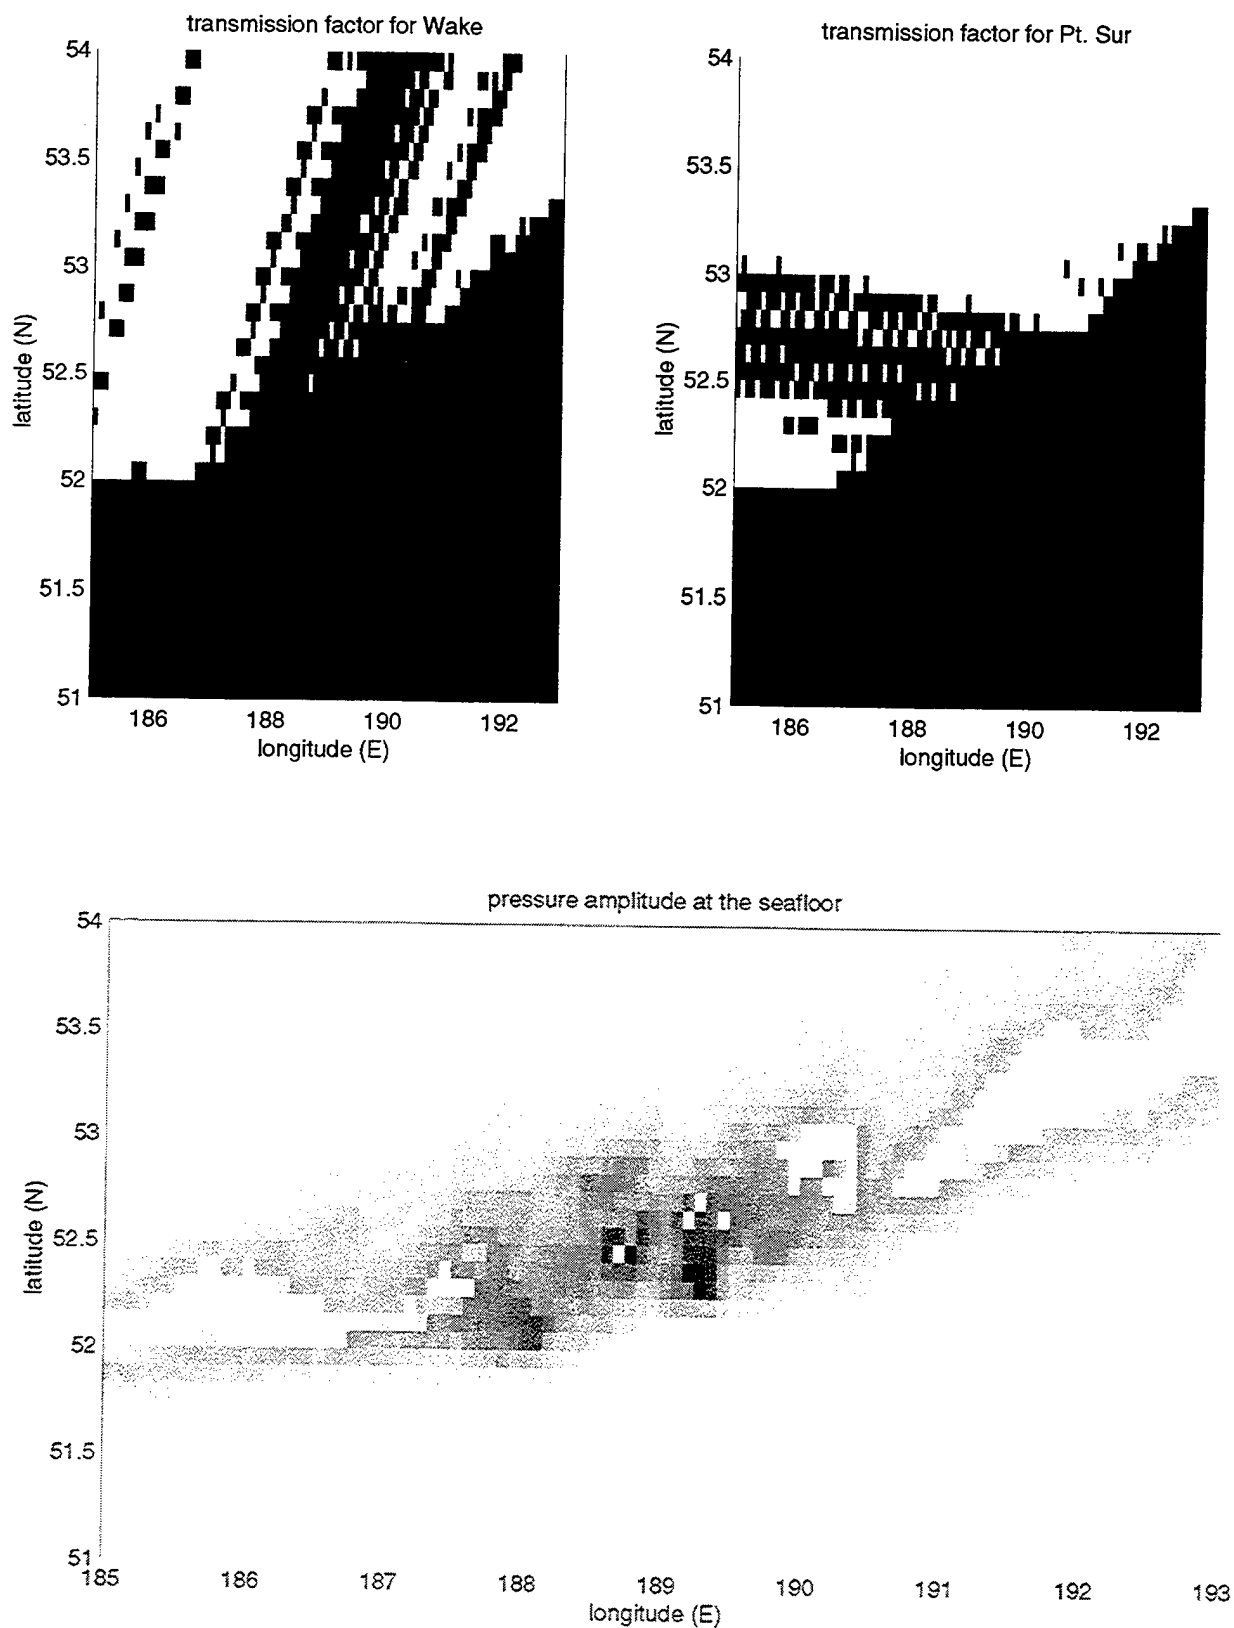 transmission factor for Wake
54
53.5
53
52.5
52
51.5
51
latitude (N)
186 188 190 192
longitude (E)
transmission factor for Pt. Sur
54
53.5
53
52.5
52
51.5
51
latitude (N)
186 188 190 192
longitude (E)
pressure amplitude at the seafloor
54
53.5
53
52.5
52
51.5
51
latitude (N)
185 186 187 188 189 190 191 192 193
longitude (E)